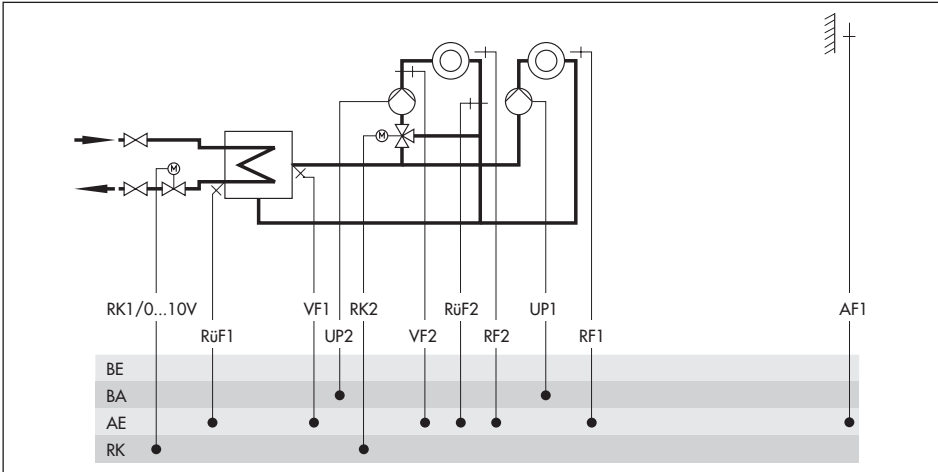 M
M
RK1/0...10V VF1 RK2 RüF2 UP1 AF1
RüF1 UP2 VF2 RF2 RF1
BE
BA
AE
RK